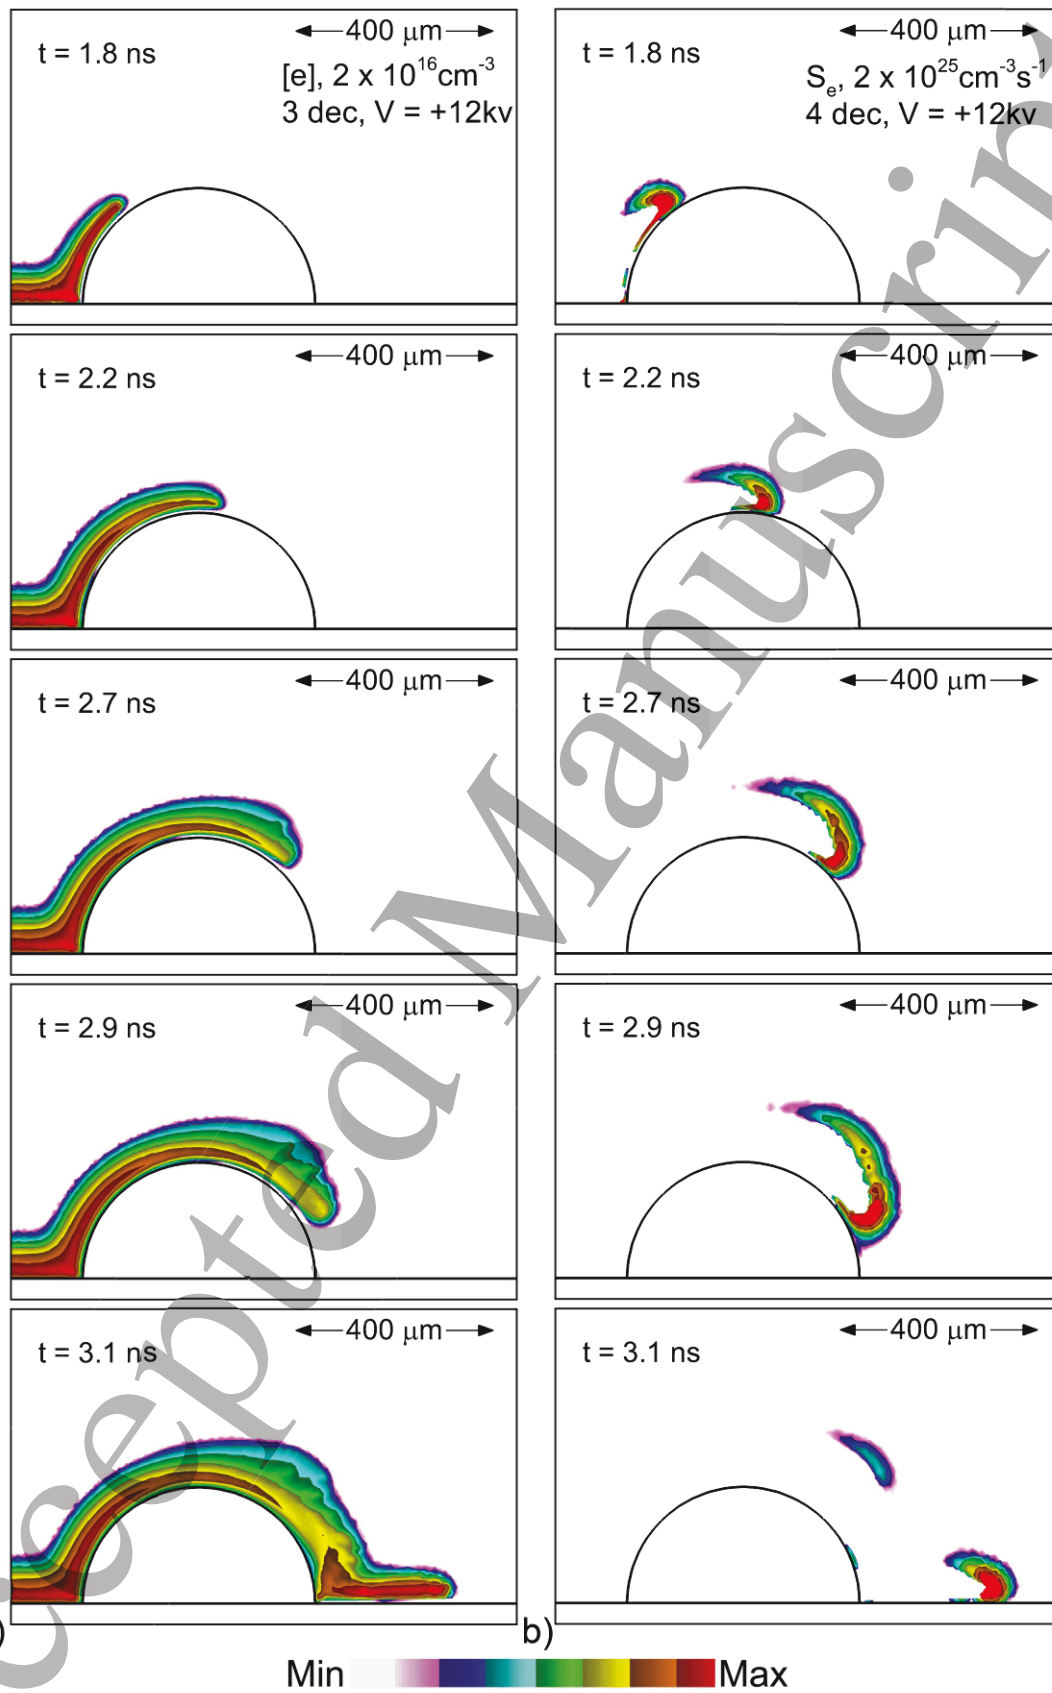 t = 1.8 ns
400 μm
[e], 2 x 10¹⁶cm⁻³
3 dec, V = +12kv
t = 1.8 ns
400 μm
Sₑ, 2 x 10²⁵cm⁻³s⁻¹
4 dec, V = +12kv
t = 2.2 ns
400 μm
t = 2.2 ns
400 μm
t = 2.7 ns
400 μm
t = 2.7 ns
400 μm
t = 2.9 ns
400 μm
t = 2.9 ns
400 μm
t = 3.1 ns
400 μm
t = 3.1 ns
400 μm
)
b)
Min
Max
ccepted Manuscrip